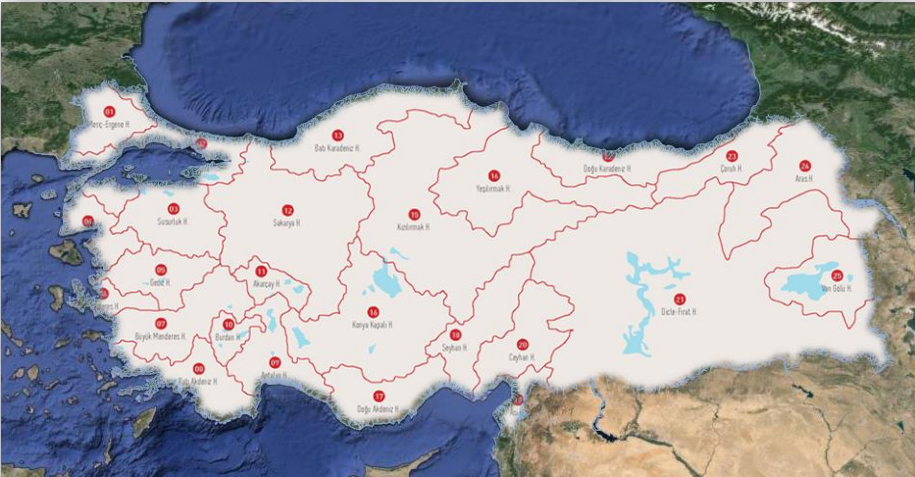 01
Meriç-Ergene H.
02
13
Batı Karadeniz H.
Doğu Karadeniz H.
23
Çoruh H.
24
Aras H.
16
Yeşilırmak H.
03
Susurluk H.
12
Sakarya H
15
Kızılırmak H.
05
Gediz H.
11
Akarçay H.
25
Van Gölü H.
21
Dicle-Fırat H.
16
Konya Kapalı H.
07
Büyük Menderes H.
10
Burdur H.
18
Seyhan H.
20
Ceyhan H.
08
Batı Akdeniz H.
09
Antalya H.
17
Doğu Akdeniz H.